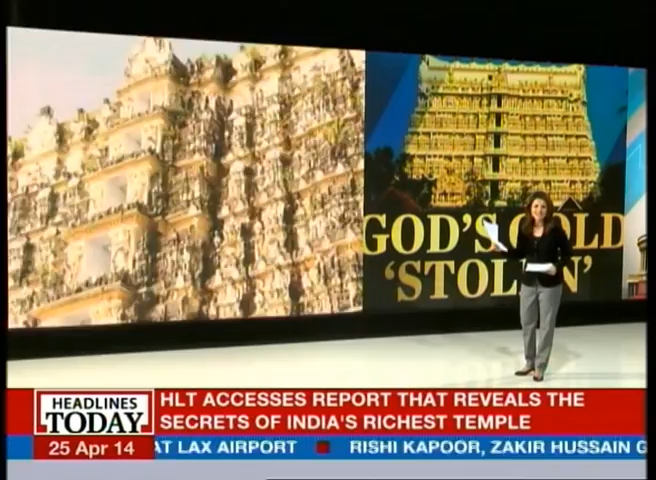 GOD'S GOLD
'STOLEN'
HEADLINES
TODAY
HLT ACCESSES REPORT THAT REVEALS THE
SECRETS OF INDIA'S RICHEST TEMPLE
25 Apr 14
AT LAX AIRPORT RISHI KAPOOR, ZAKIR HUSSAIN G